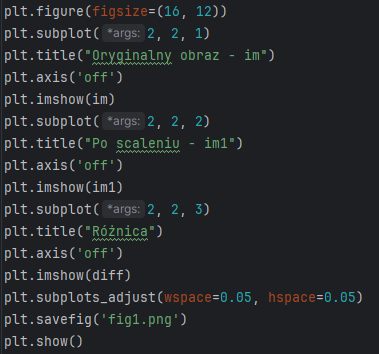 plt.figure(figsize=(16, 12))
plt.subplot( *args: 2, 2, 1)
plt.title("Oryginalny obraz - im")
plt.axis('off')
plt.imshow(im)
plt.subplot( *args: 2, 2, 2)
plt.title("Po scaleniu - im1")
plt.axis('off')
plt.imshow(im1)
plt.subplot( *args: 2, 2, 3)
plt.title("Różnica")
plt.axis('off')
plt.imshow(diff)
plt.subplots_adjust(wspace=0.05, hspace=0.05)
plt.savefig('fig1.png')
plt.show()